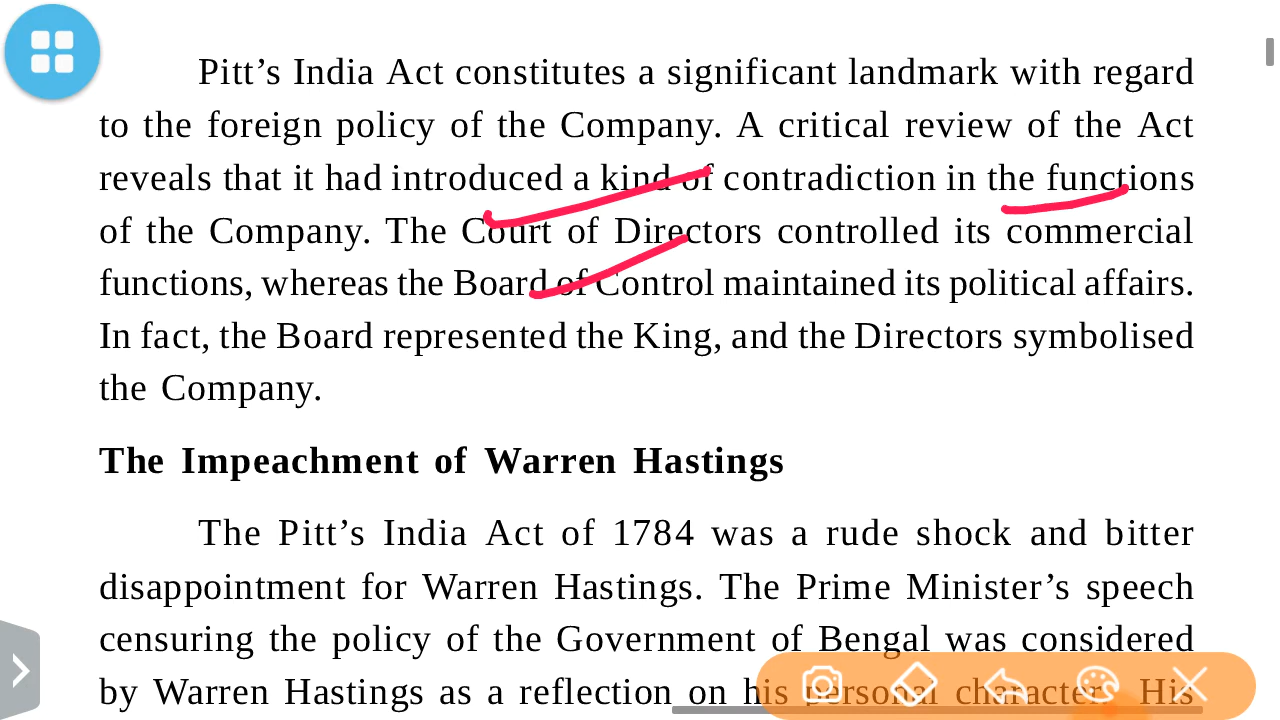 Pitt’s India Act constitutes a significant landmark with regard
to the foreign policy of the Company. A critical review of the Act
reveals that it had introduced a kind of contradiction in the functions
of the Company. The Court of Directors controlled its commercial
functions, whereas the Board of Control maintained its political affairs.
In fact, the Board represented the King, and the Directors symbolised
the Company.
The Impeachment of Warren Hastings
The Pitt’s India Act of 1784 was a rude shock and bitter
disappointment for Warren Hastings. The Prime Minister’s speech
censuring the policy of the Government of Bengal was considered
by Warren Hastings as a reflection on his personal character. His